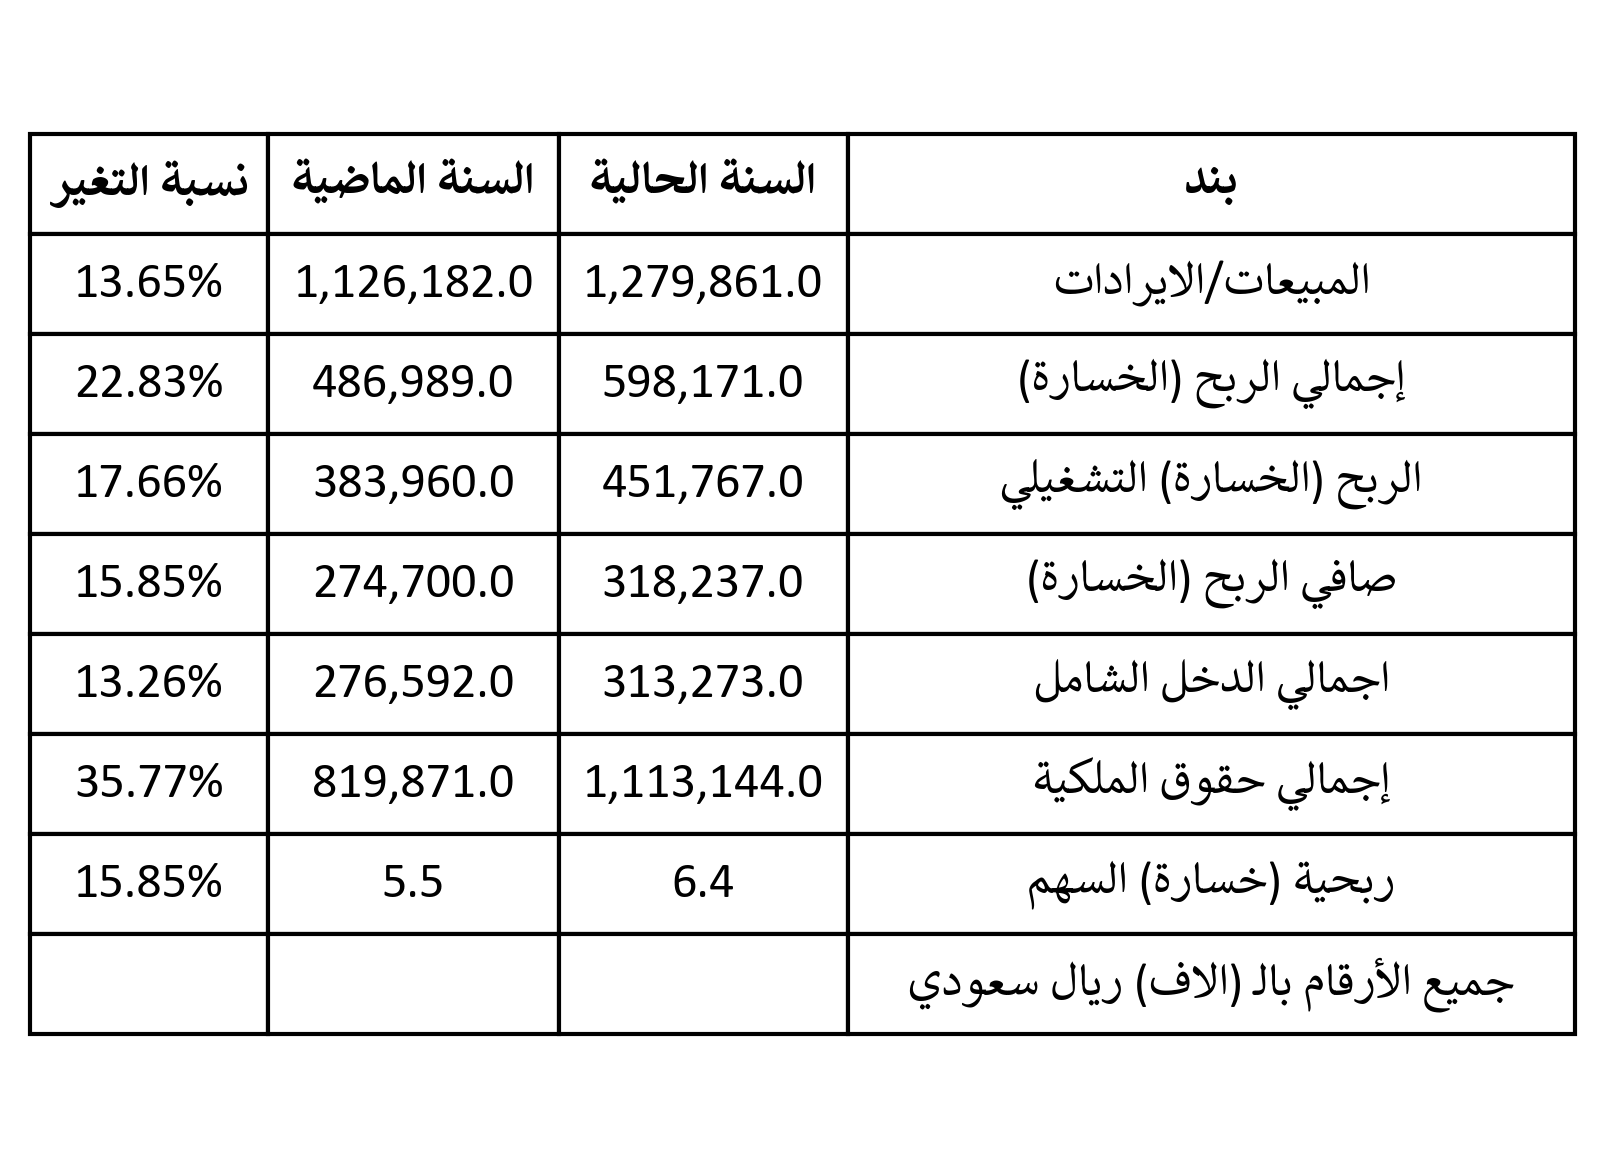 بند السنة الحالية السنة الماضية نسبة التغير
المبيعات/الايرادات 1,279,861.0 1,126,182.0 13.65%
إجمالي الربح (الخسارة) 598,171.0 486,989.0 22.83%
الربح (الخسارة) التشغيلي 451,767.0 383,960.0 17.66%
صافي الربح (الخسارة) 318,237.0 274,700.0 15.85%
اجمالي الدخل الشامل 313,273.0 276,592.0 13.26%
إجمالي حقوق الملكية 1,113,144.0 819,871.0 35.77%
ربحية (خسارة) السهم 6.4 5.5 15.85%
جميع الأرقام بالـ (الاف) ريال سعودي